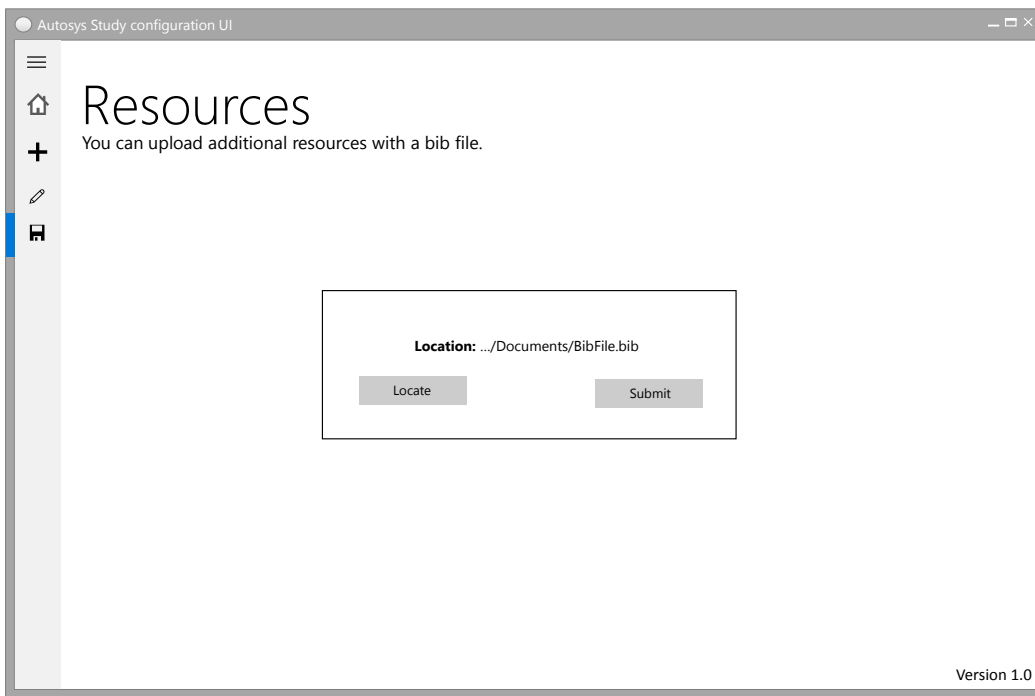 Autosys Study configuration UI
Resources
You can upload additional resources with a bib file.
Location: .../Documents/BibFile.bib
Locate
Submit
Version 1.0